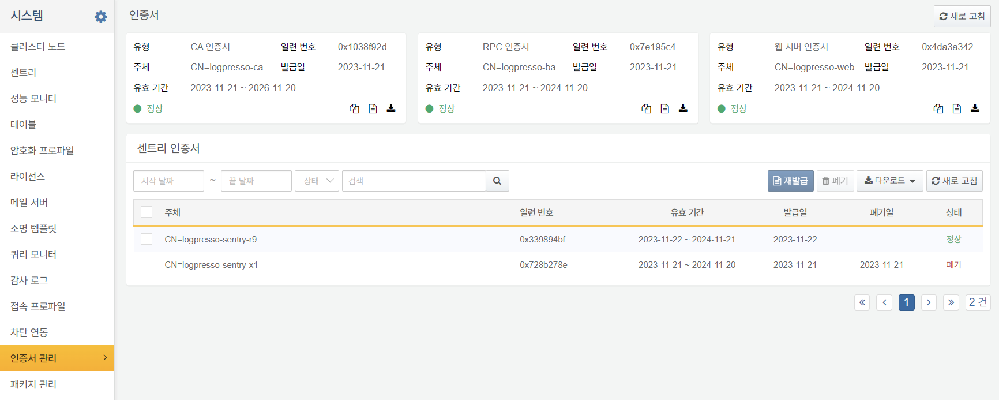 시스템
클러스터 노드
센트리
성능 모니터
테이블
암호화 프로파일
라이선스
메일 서버
소명 템플릿
쿼리 모니터
감사 로그
접속 프로파일
차단 연동
인증서 관리
패키지 관리
인증서
새로 고침
유형 CA 인증서 일련 번호 0x1038f92d
주체 CN=logpresso-ca 발급일 2023-11-21
유효 기간 2023-11-21 ~ 2026-11-20
정상
유형 RPC 인증서 일련 번호 0x7e195c4
주체 CN=logpresso-ba... 발급일 2023-11-21
유효 기간 2023-11-21 ~ 2024-11-20
정상
유형 웹 서버 인증서 일련 번호 0x4da3a342
주체 CN=logpresso-web 발급일 2023-11-21
유효 기간 2023-11-21 ~ 2024-11-20
정상
센트리 인증서
시작 날짜 ~ 끝 날짜 상태 검색 재발급 폐기 다운로드 새로 고침
주체 일련 번호 유효 기간 발급일 폐기일 상태
CN=logpresso-sentry-r9 0x339894bf 2023-11-22 ~ 2024-11-21 2023-11-22 정상
CN=logpresso-sentry-x1 0x728b278e 2023-11-21 ~ 2024-11-20 2023-11-21 2023-11-21 폐기
« ‹ 1 › » 2 건